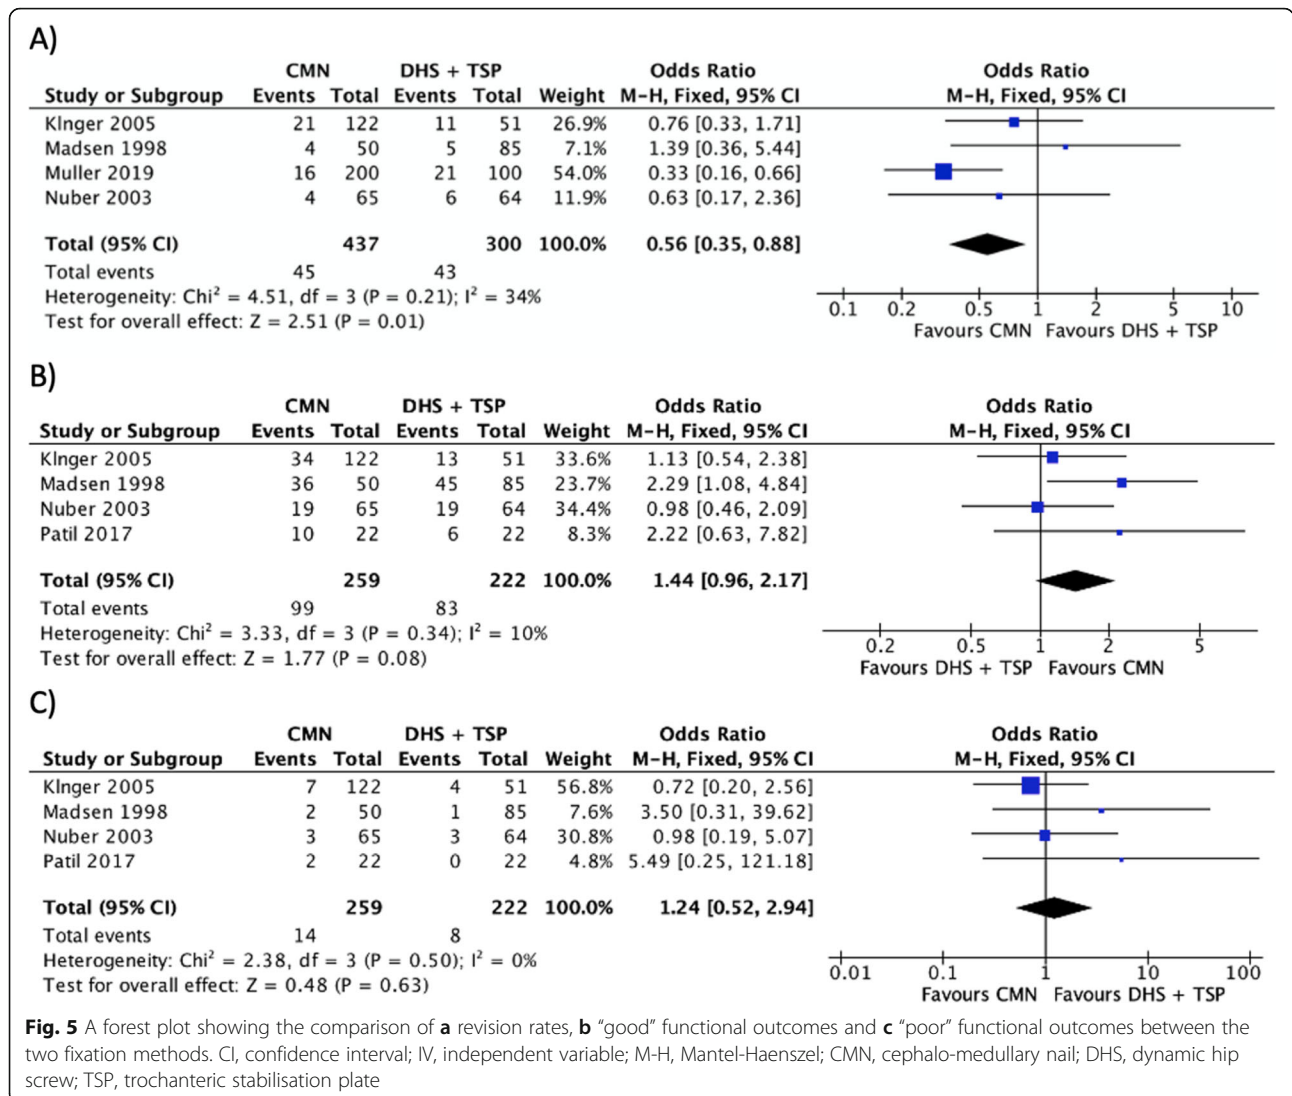 A)
CMN DHS + TSP Odds Ratio Odds Ratio
Study or Subgroup Events Total Events Total Weight M-H, Fixed, 95% CI M-H, Fixed, 95% CI
KInger 2005 21 122 11 51 26.9% 0.76 [0.33, 1.71]
Madsen 1998 4 50 5 85 7.1% 1.39 [0.36, 5.44]
Muller 2019 16 200 21 100 54.0% 0.33 [0.16, 0.66]
Nuber 2003 4 65 6 64 11.9% 0.63 [0.17, 2.36]
Total (95% CI) 437 300 100.0% 0.56 [0.35, 0.88]
Total events 45 43
Heterogeneity: Chi² = 4.51, df = 3 (P = 0.21); I² = 34%
Test for overall effect: Z = 2.51 (P = 0.01)
0.1 0.2 0.5 1 2 5 10
Favours CMN Favours DHS + TSP
B)
CMN DHS + TSP Odds Ratio Odds Ratio
Study or Subgroup Events Total Events Total Weight M-H, Fixed, 95% CI M-H, Fixed, 95% CI
KInger 2005 34 122 13 51 33.6% 1.13 [0.54, 2.38]
Madsen 1998 36 50 45 85 23.7% 2.29 [1.08, 4.84]
Nuber 2003 19 65 19 64 34.4% 0.98 [0.46, 2.09]
Patil 2017 10 22 6 22 8.3% 2.22 [0.63, 7.82]
Total (95% CI) 259 222 100.0% 1.44 [0.96, 2.17]
Total events 99 83
Heterogeneity: Chi² = 3.33, df = 3 (P = 0.34); I² = 10%
Test for overall effect: Z = 1.77 (P = 0.08)
0.2 0.5 1 2 5
Favours DHS + TSP Favours CMN
C)
CMN DHS + TSP Odds Ratio Odds Ratio
Study or Subgroup Events Total Events Total Weight M-H, Fixed, 95% CI M-H, Fixed, 95% CI
KInger 2005 7 122 4 51 56.8% 0.72 [0.20, 2.56]
Madsen 1998 2 50 1 85 7.6% 3.50 [0.31, 39.62]
Nuber 2003 3 65 3 64 30.8% 0.98 [0.19, 5.07]
Patil 2017 2 22 0 22 4.8% 5.49 [0.25, 121.18]
Total (95% CI) 259 222 100.0% 1.24 [0.52, 2.94]
Total events 14 8
Heterogeneity: Chi² = 2.38, df = 3 (P = 0.50); I² = 0%
Test for overall effect: Z = 0.48 (P = 0.63)
0.01 0.1 1 10 100
Favours CMN Favours DHS + TSP
Fig. 5 A forest plot showing the comparison of a revision rates, b “good” functional outcomes and c “poor” functional outcomes between the
two fixation methods. CI, confidence interval; IV, independent variable; M-H, Mantel-Haenszel; CMN, cephalo-medullary nail; DHS, dynamic hip
screw; TSP, trochanteric stabilisation plate